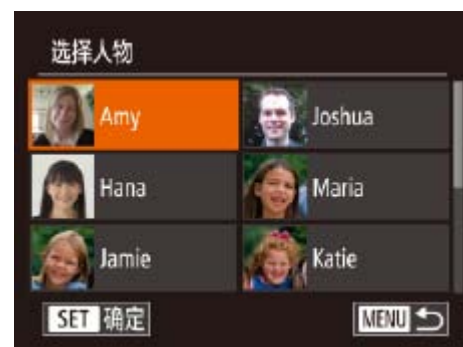 选择人物
Amy Joshua
Hana Maria
Jamie Katie
SET 确定 MENU